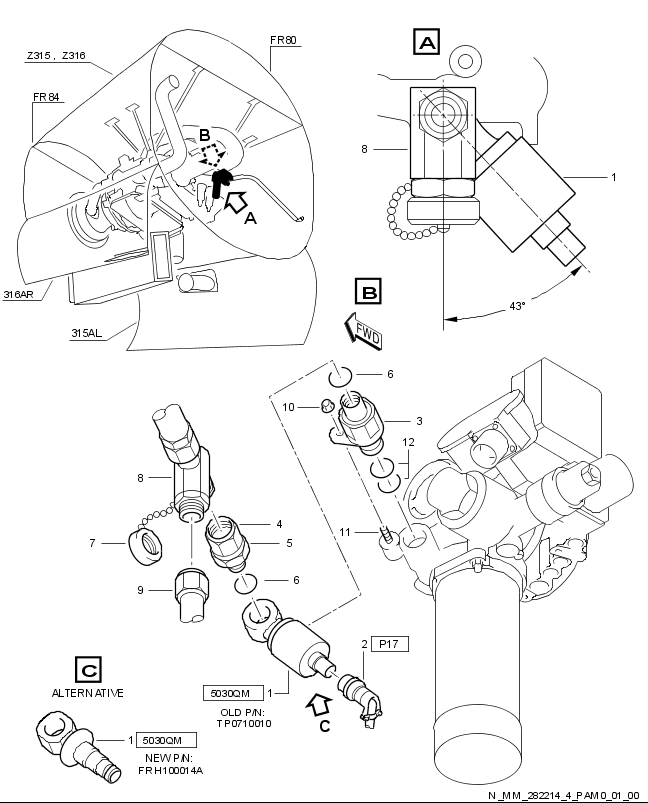 FR80
Z315 , Z316
FR84
B
A
316AR
315AL
A
8
1
43°
B
FWD
6
10
3
12
8
4
5
11
7
6
9
2 P17
5030QM 1
OLD P/N:
TP0710010
C
C
ALTERNATIVE
1 5030QM
NEW P/N:
FRH100014A
N_MM_282214_4_PAM0_01_00